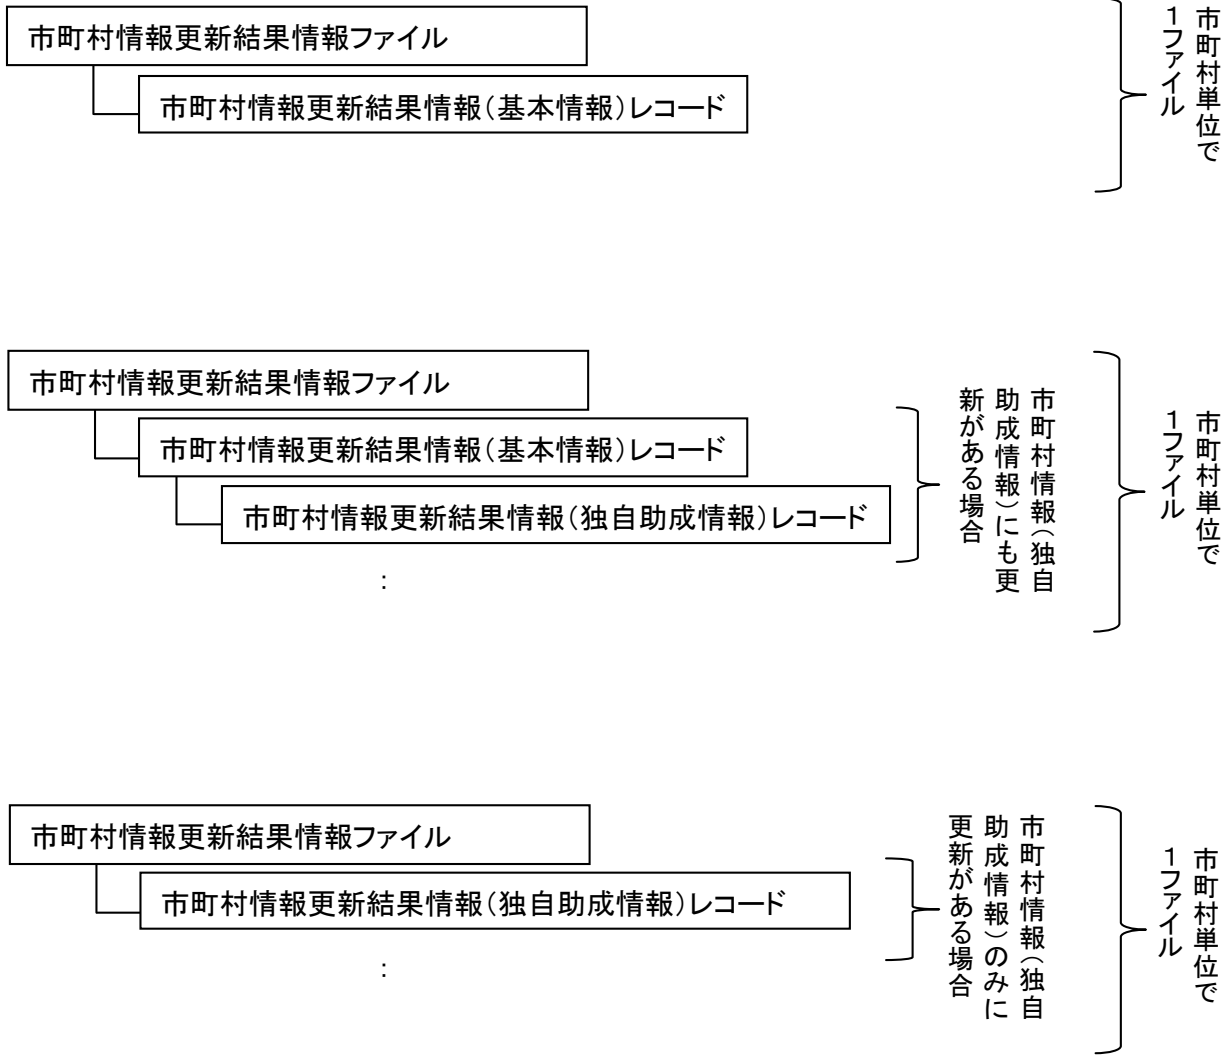 市町村情報更新結果情報ファイル
市町村情報更新結果情報（基本情報）レコード
市町村単位で
１ファイル
市町村情報更新結果情報ファイル
市町村情報更新結果情報（基本情報）レコード
市町村情報更新結果情報（独自助成情報）レコード
：
市町村情報（独自
助成情報）にも更
新がある場合
市町村単位で
１ファイル
市町村情報更新結果情報ファイル
市町村情報更新結果情報（独自助成情報）レコード
：
市町村情報（独自
助成情報）のみに
更新がある場合
市町村単位で
１ファイル